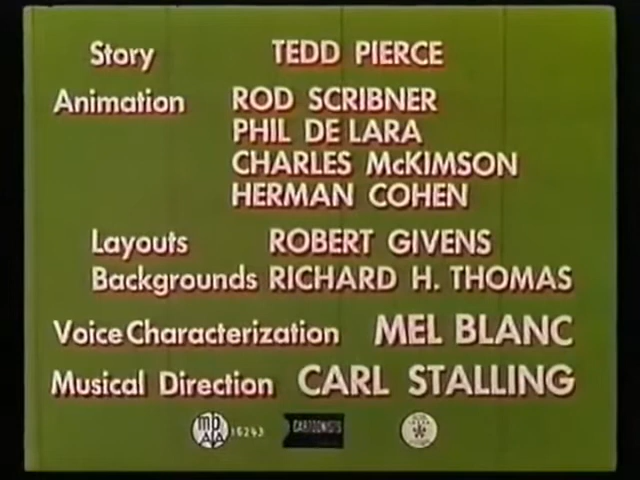 Story TEDD PIERCE
Animation ROD SCRIBNER
PHIL DE LARA
CHARLES McKIMSON
HERMAN COHEN
Layouts ROBERT GIVENS
Backgrounds RICHARD H. THOMAS
Voice Characterization MEL BLANC
Musical Direction CARL STALLING
CARTOONISTS